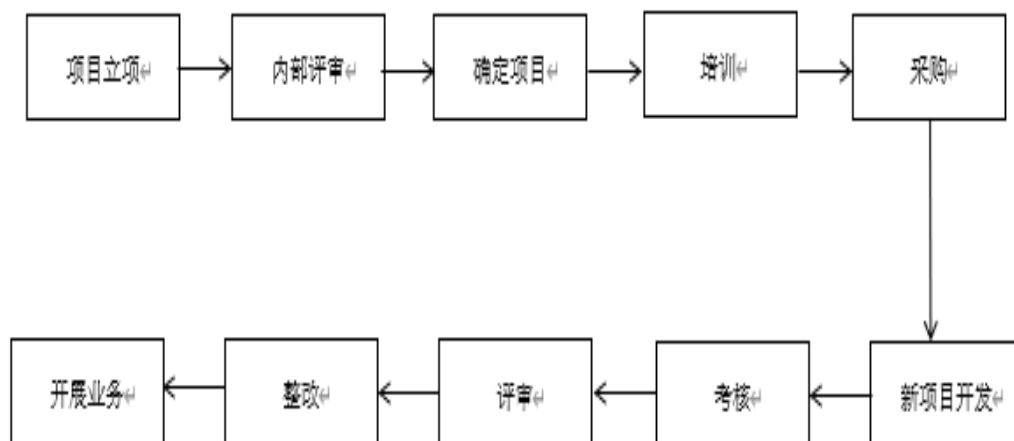 项目立项
内部评审
确定项目
培训
采购
新项目开发
考核
评审
整改
开展业务